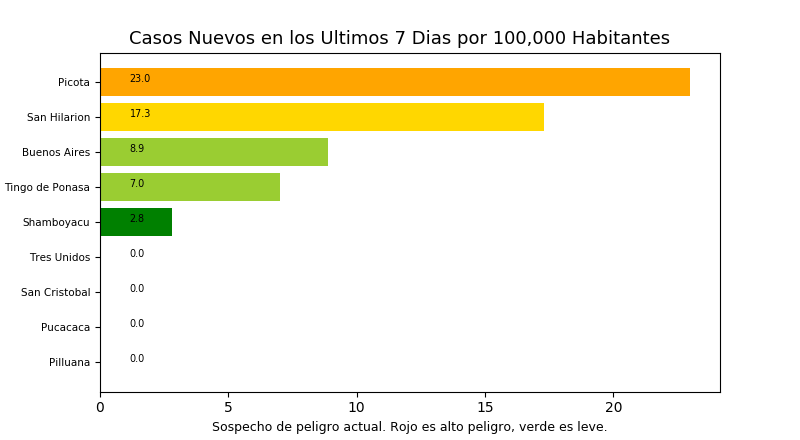 Casos Nuevos en los Ultimos 7 Dias por 100,000 Habitantes
Picota 23.0
San Hilarion 17.3
Buenos Aires 8.9
Tingo de Ponasa 7.0
Shamboyacu 2.8
Tres Unidos 0.0
San Cristobal 0.0
Pucacaca 0.0
Pilluana 0.0
0 5 10 15 20
Sospecho de peligro actual. Rojo es alto peligro, verde es leve.